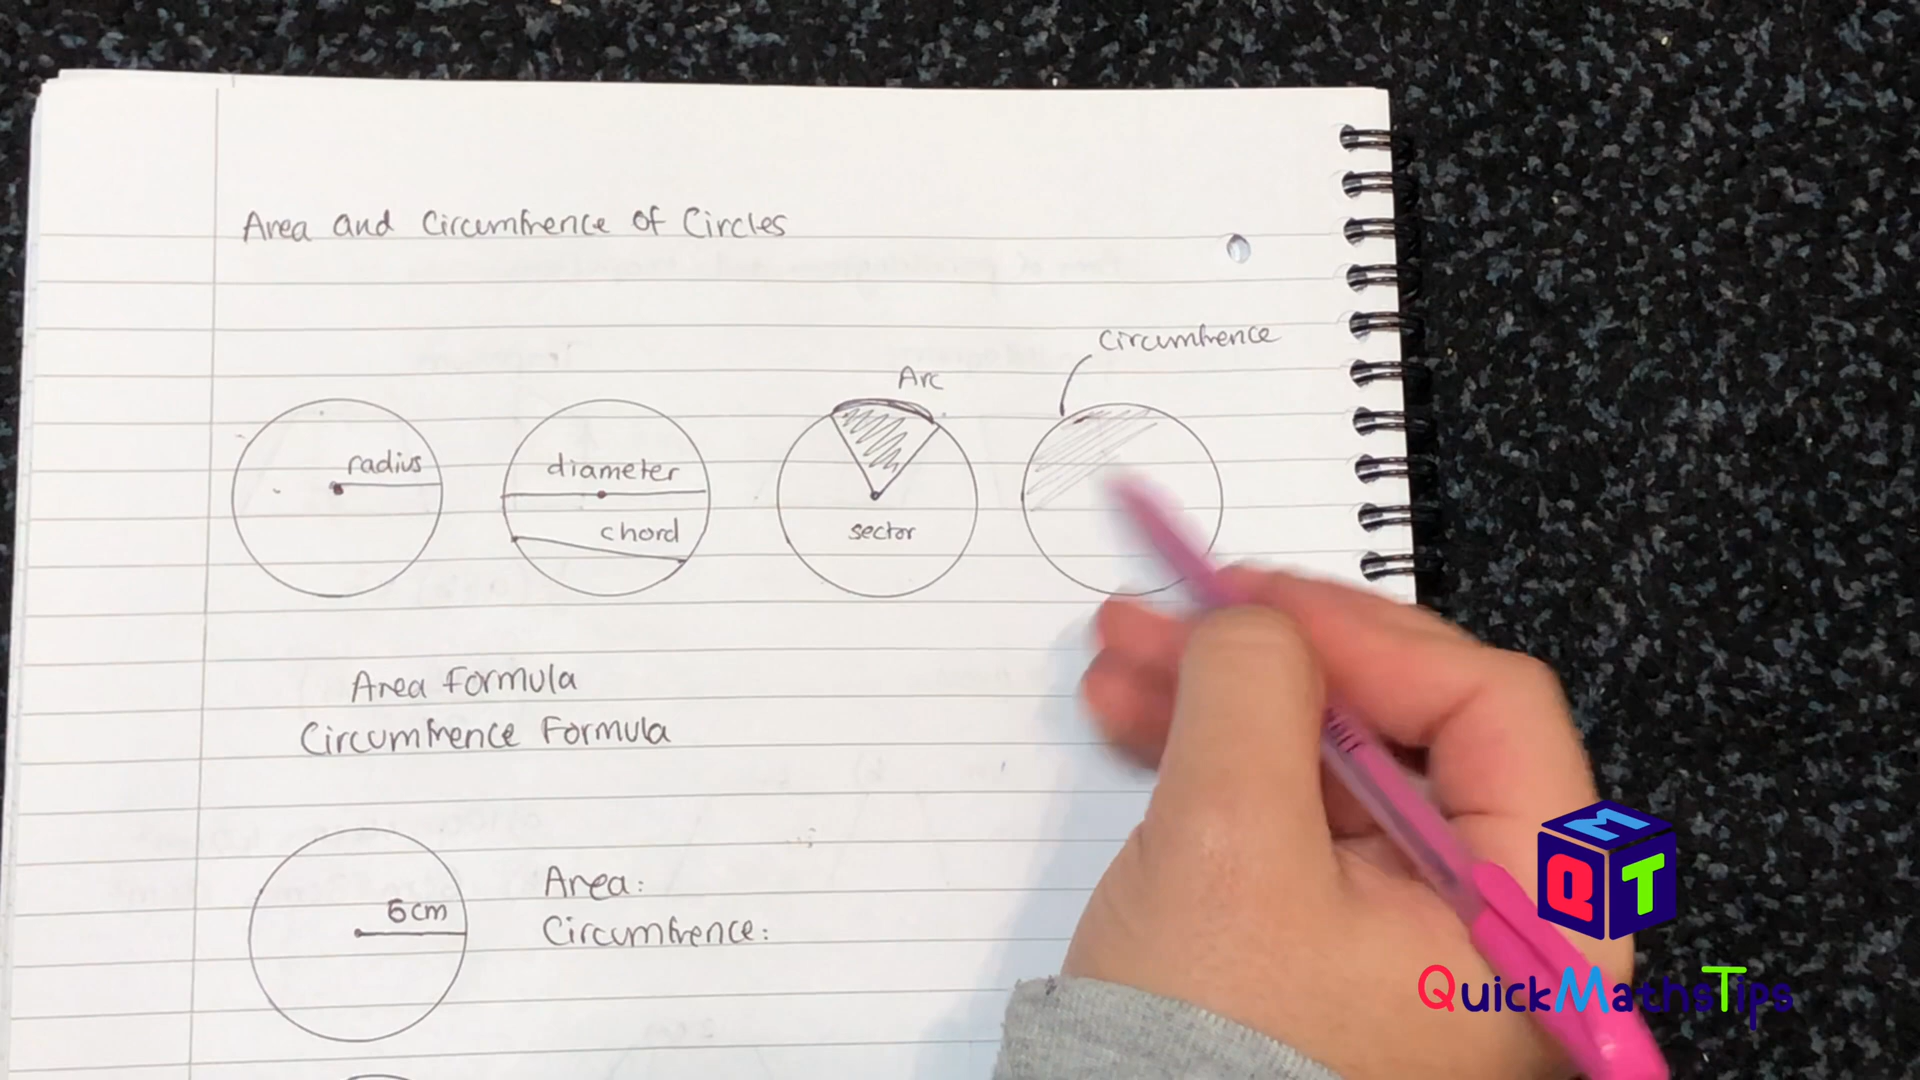 Area and Circumfrence of Circles
Circumfrence
Arc
radius
diameter
chord
sector
Area Formula
Circumfrence Formula
5cm
Area:
Circumfrence:
M
Q T
QuickMathsTips